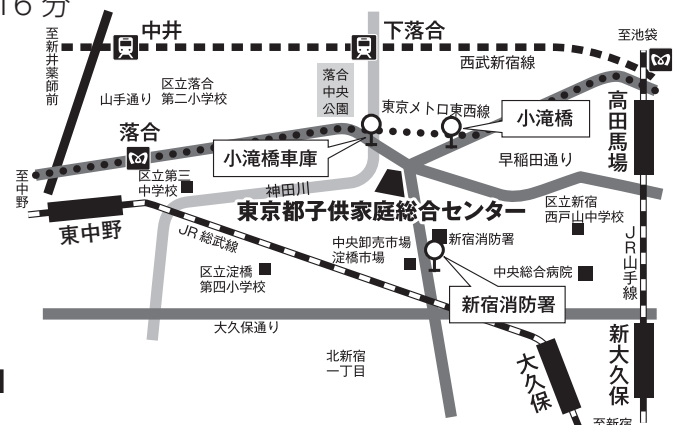 16分
至新井薬師前
中井
下落合
至池袋
西武新宿線
山手通り
区立落合
第二小学校
落合
中央
公園
東京メトロ東西線
小滝橋
高田馬場
落合
小滝橋車庫
早稲田通り
至中野
区立第三
中学校
神田川
東京都子供家庭総合センター
区立新宿
西戸山中学校
東中野
JR総武線
中央卸売市場
淀橋市場
新宿消防署
JR山手線
区立淀橋
第四小学校
中央総合病院
新宿消防署
大久保通り
北新宿
一丁目
大久保
新大久保
至新宿